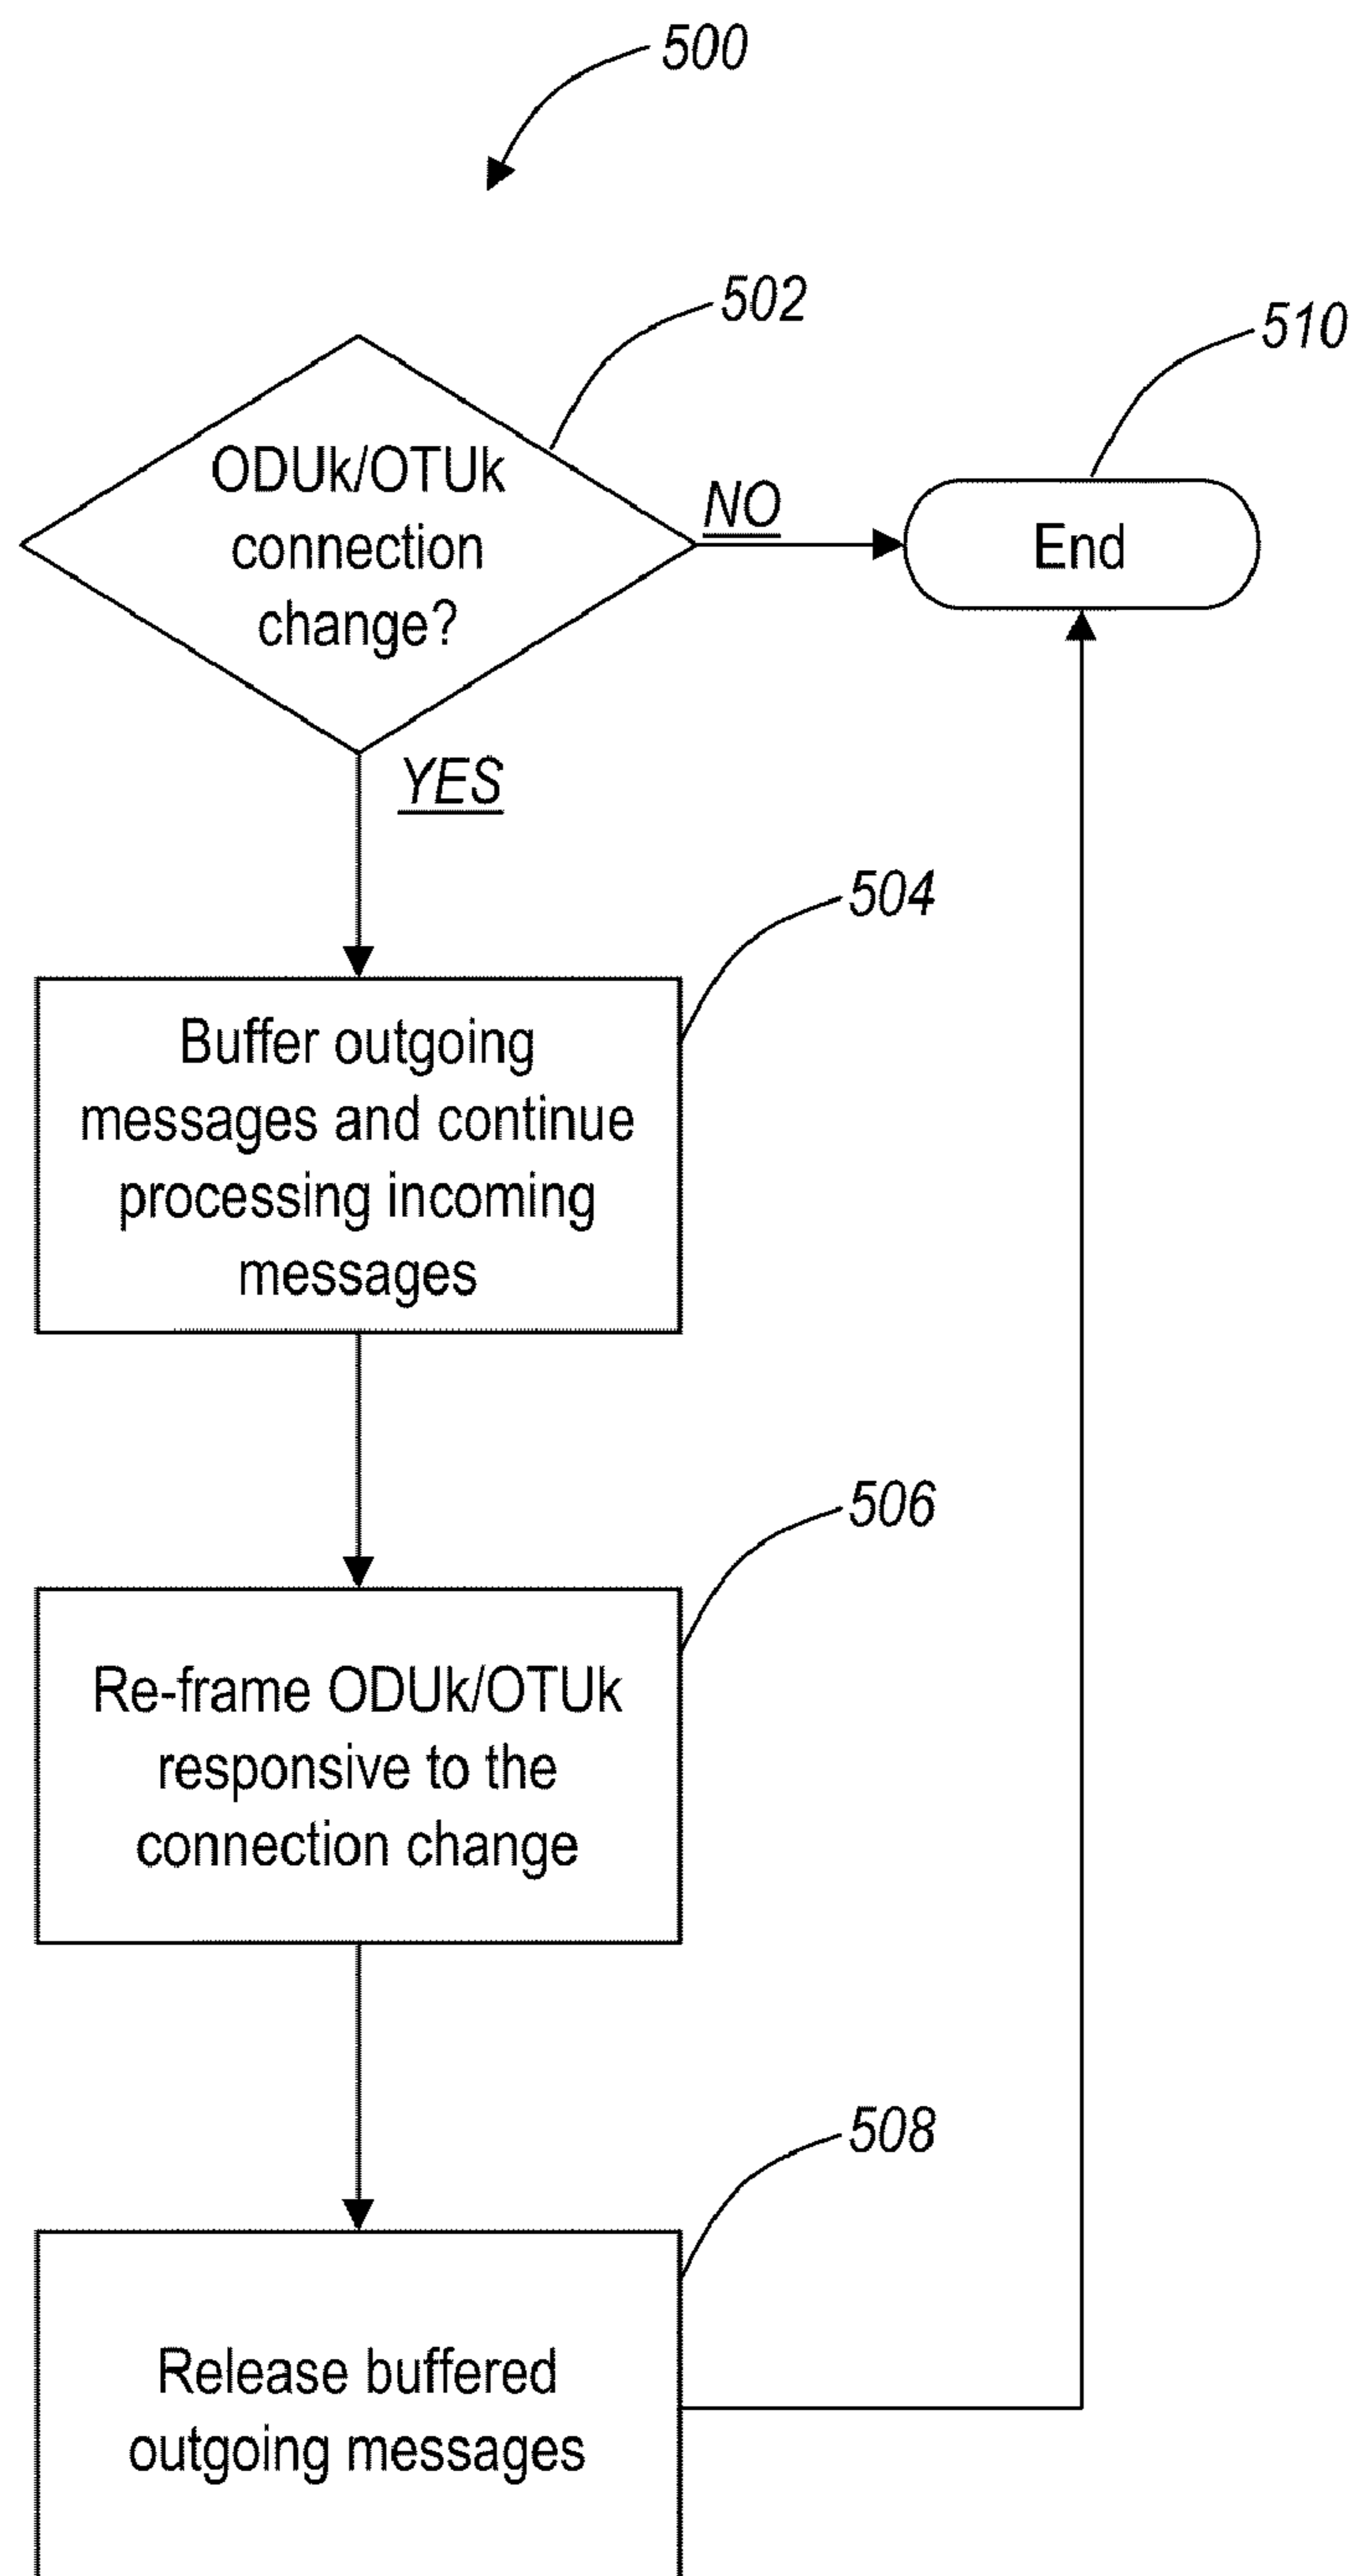 500
502
510
ODUk/OTUk
connection
change?
NO
End
YES
504
Buffer outgoing
messages and continue
processing incoming
messages
506
Re-frame ODUk/OTUk
responsive to the
connection change
508
Release buffered
outgoing messages